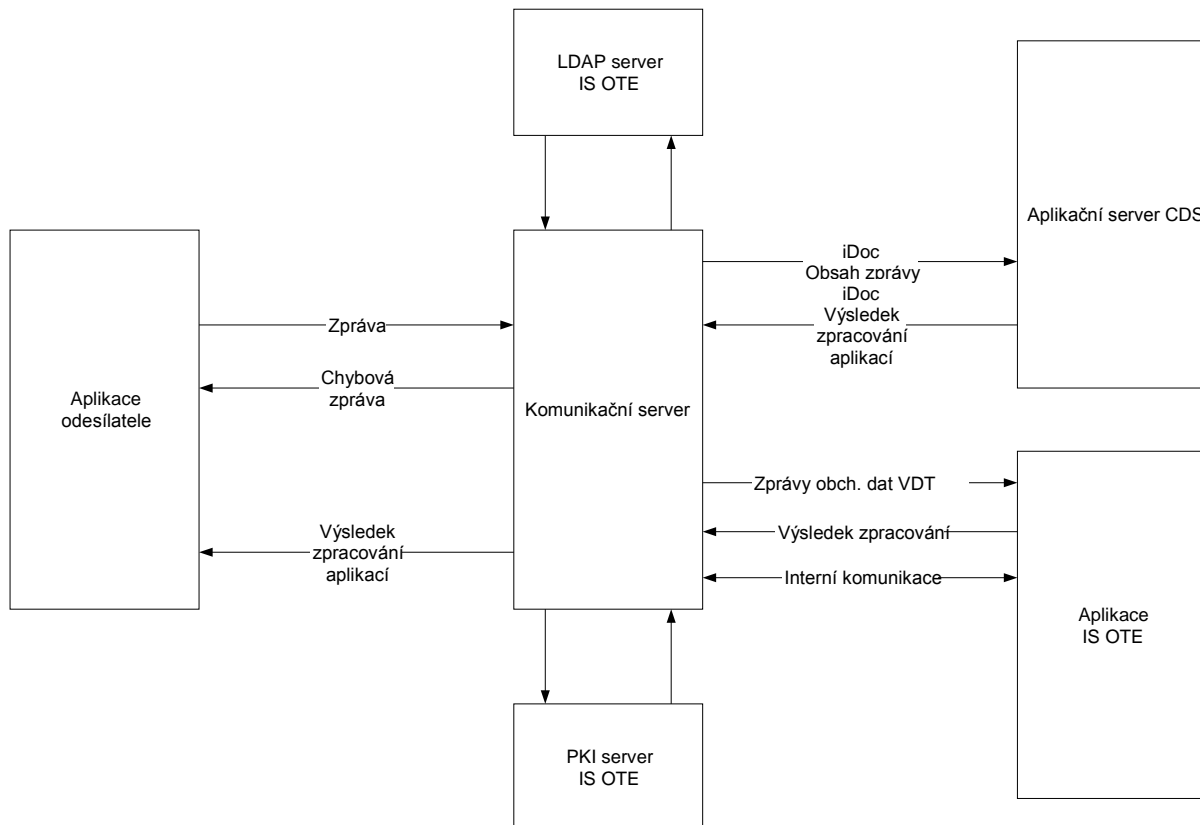 LDAP server
IS OTE
Aplikační server CDS
iDoc
Obsah zprávy
iDoc
Výsledek
zpracování
aplikací
Zpráva
Chybová
zpráva
Aplikace
odesílatele
Komunikační server
Výsledek
zpracování
aplikací
Zprávy obch. dat VDT
Výsledek zpracování
Interní komunikace
Aplikace
IS OTE
PKI server
IS OTE